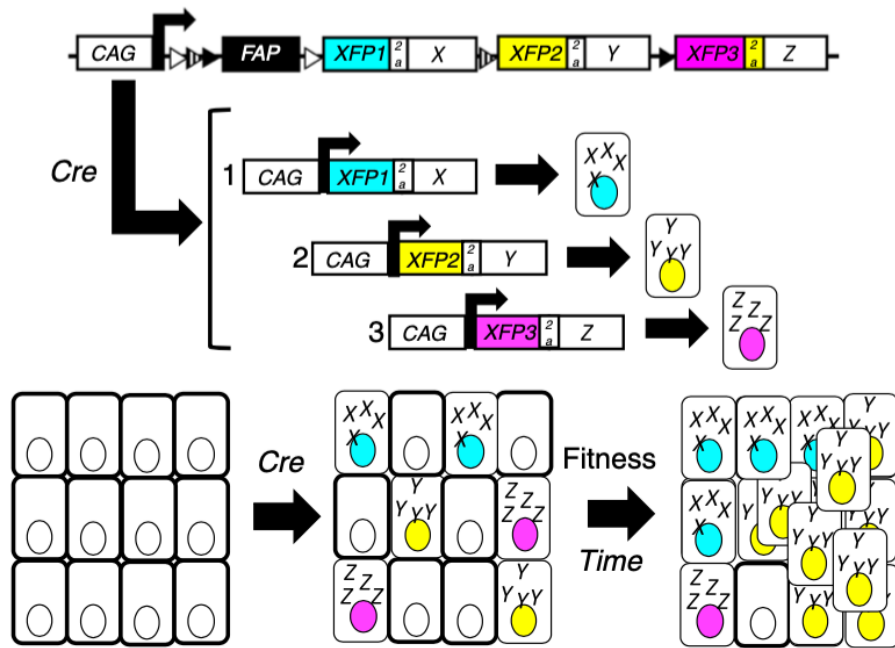 CAG FAP XFP1 2a X XFP2 2a Y XFP3 2a Z
Cre
1 CAG XFP1 2a X
X X X X
2 CAG XFP2 2a Y
Y Y Y Y
3 CAG XFP3 2a Z
Z Z Z Z Z
Cre
Fitness
Time
X X X X
X X X X
Y Y Y Y
Z Z Z Z Z
Z Z Z Z Z
Y Y Y Y
X X X X
X X X X
X X X
Y
Y Y Y Y
X X X X
Y Y Y Y
Y Y Y Y
Z Z Z Z Z
Y Y Y Y